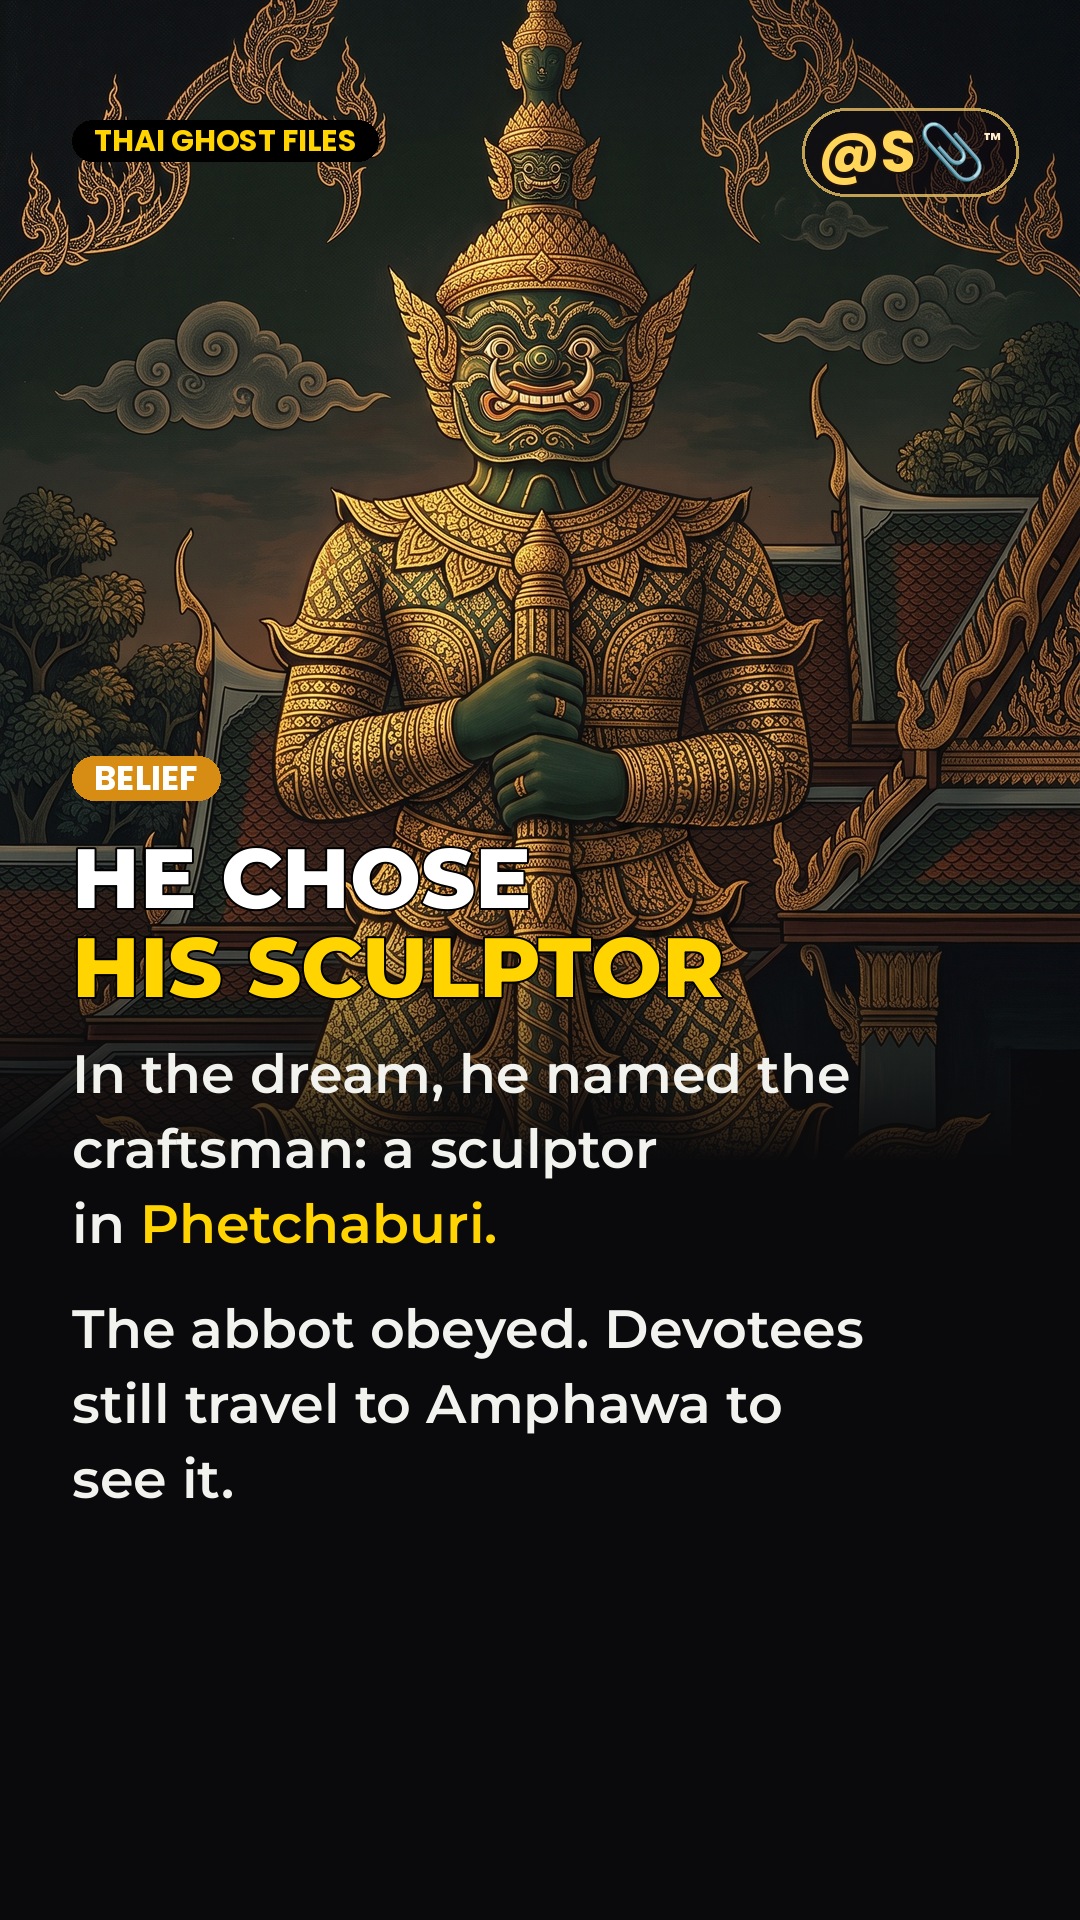 THAI GHOST FILES
@S📎™
BELIEF
HE CHOSE
HIS SCULPTOR
In the dream, he named the
craftsman: a sculptor
in Phetchaburi.
The abbot obeyed. Devotees
still travel to Amphawa to
see it.